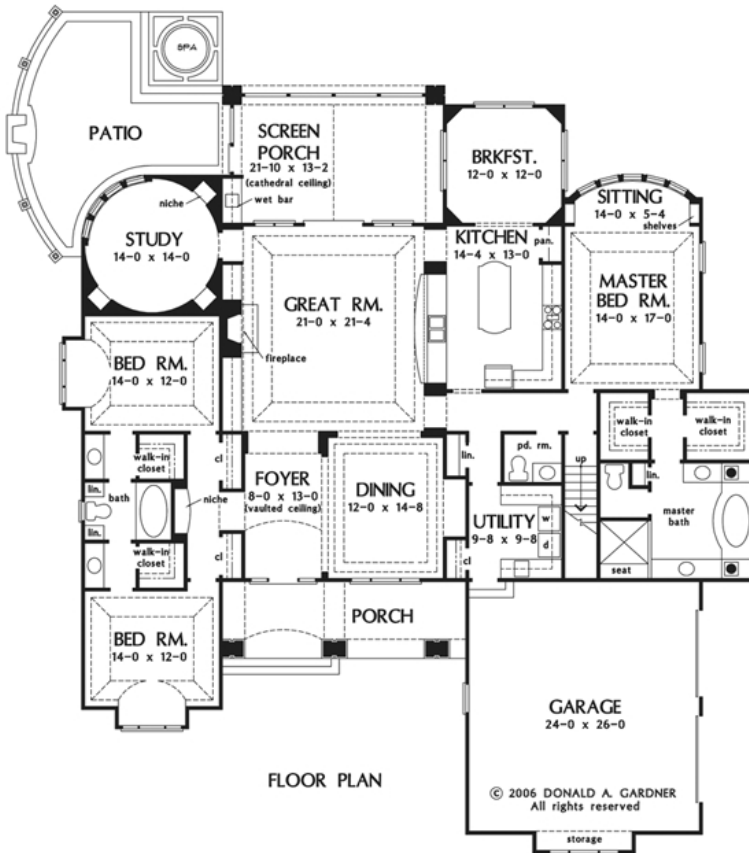 SPA
PATIO
SCREEN
PORCH
21-10 x 13-2
(cathedral ceiling)
wet bar
BRKFST.
12-0 x 12-0
niche
STUDY
14-0 x 14-0
SITTING
14-0 x 5-4
shelves
KITCHEN
14-4 x 13-0
pan.
GREAT RM.
21-0 x 21-4
fireplace
MASTER
BED RM.
14-0 x 17-0
BED RM.
14-0 x 12-0
walk-in
closet
walk-in
closet
walk-in
closet
cl
lin.
pd. rm.
up
lin.
FOYER
8-0 x 13-0
(vaulted ceiling)
DINING
12-0 x 14-8
lin.
bath
lin.
niche
UTILITY
9-8 x 9-8
w
d
master
bath
seat
walk-in
closet
cl
cl
BED RM.
14-0 x 12-0
PORCH
GARAGE
24-0 x 26-0
FLOOR PLAN
© 2006 DONALD A. GARDNER
All rights reserved
storage